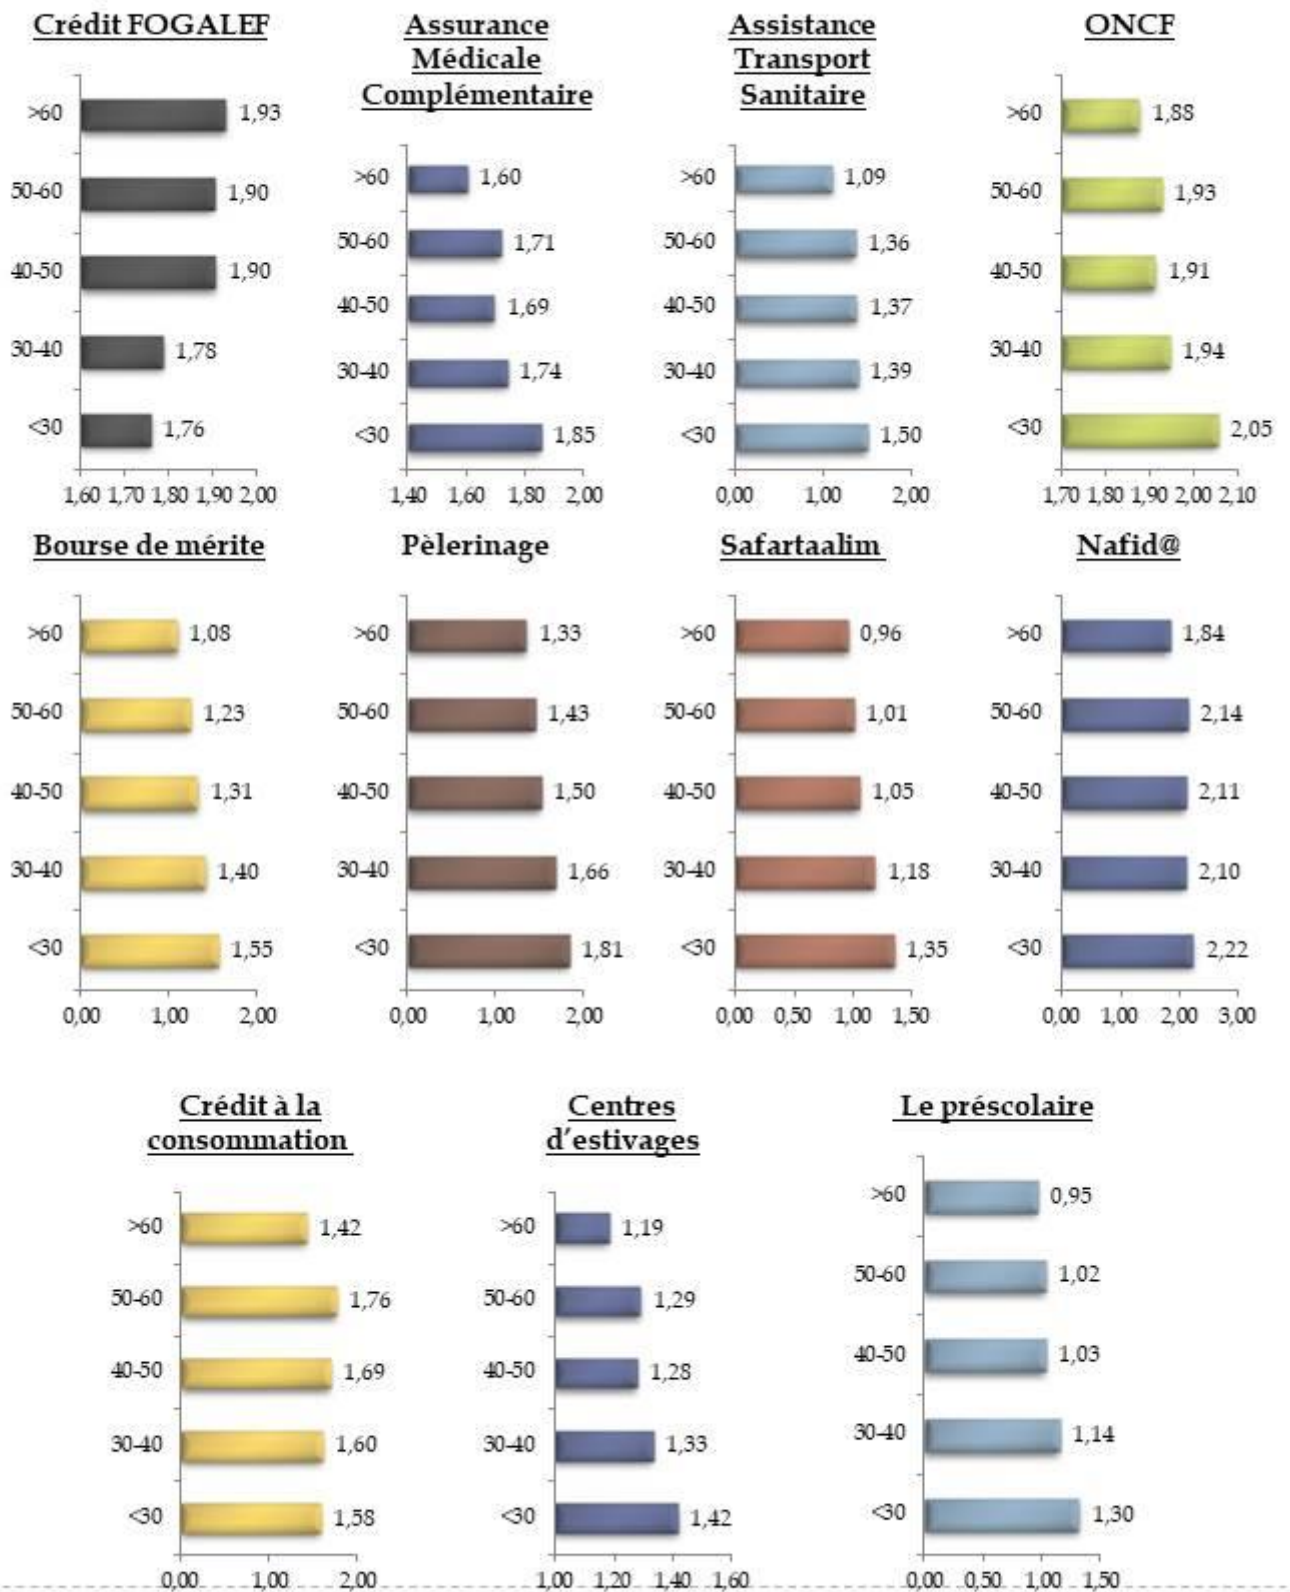 Crédit FOGALEF
>60 1,93
50-60 1,90
40-50 1,90
30-40 1,78
<30 1,76
1,60 1,70 1,80 1,90 2,00
Assurance
Médicale
Complémentaire
>60 1,60
50-60 1,71
40-50 1,69
30-40 1,74
<30 1,85
1,40 1,60 1,80 2,00
Assistance
Transport
Sanitaire
>60 1,09
50-60 1,36
40-50 1,37
30-40 1,39
<30 1,50
0,00 1,00 2,00
ONCF
>60 1,88
50-60 1,93
40-50 1,91
30-40 1,94
<30 2,05
1,70 1,80 1,90 2,00 2,10
Bourse de mérite
>60 1,08
50-60 1,23
40-50 1,31
30-40 1,40
<30 1,55
0,00 1,00 2,00
Pèlerinage
>60 1,33
50-60 1,43
40-50 1,50
30-40 1,66
<30 1,81
0,00 1,00 2,00
Safartaalim
>60 0,96
50-60 1,01
40-50 1,05
30-40 1,18
<30 1,35
0,00 0,50 1,00 1,50
Nafid@
>60 1,84
50-60 2,14
40-50 2,11
30-40 2,10
<30 2,22
0,00 1,00 2,00 3,00
Crédit à la
consommation
>60 1,42
50-60 1,76
40-50 1,69
30-40 1,60
<30 1,58
0,00 1,00 2,00
Centres
d’estivages
>60 1,19
50-60 1,29
40-50 1,28
30-40 1,33
<30 1,42
1,00 1,20 1,40 1,60
Le préscolaire
>60 0,95
50-60 1,02
40-50 1,03
30-40 1,14
<30 1,30
0,00 0,50 1,00 1,50